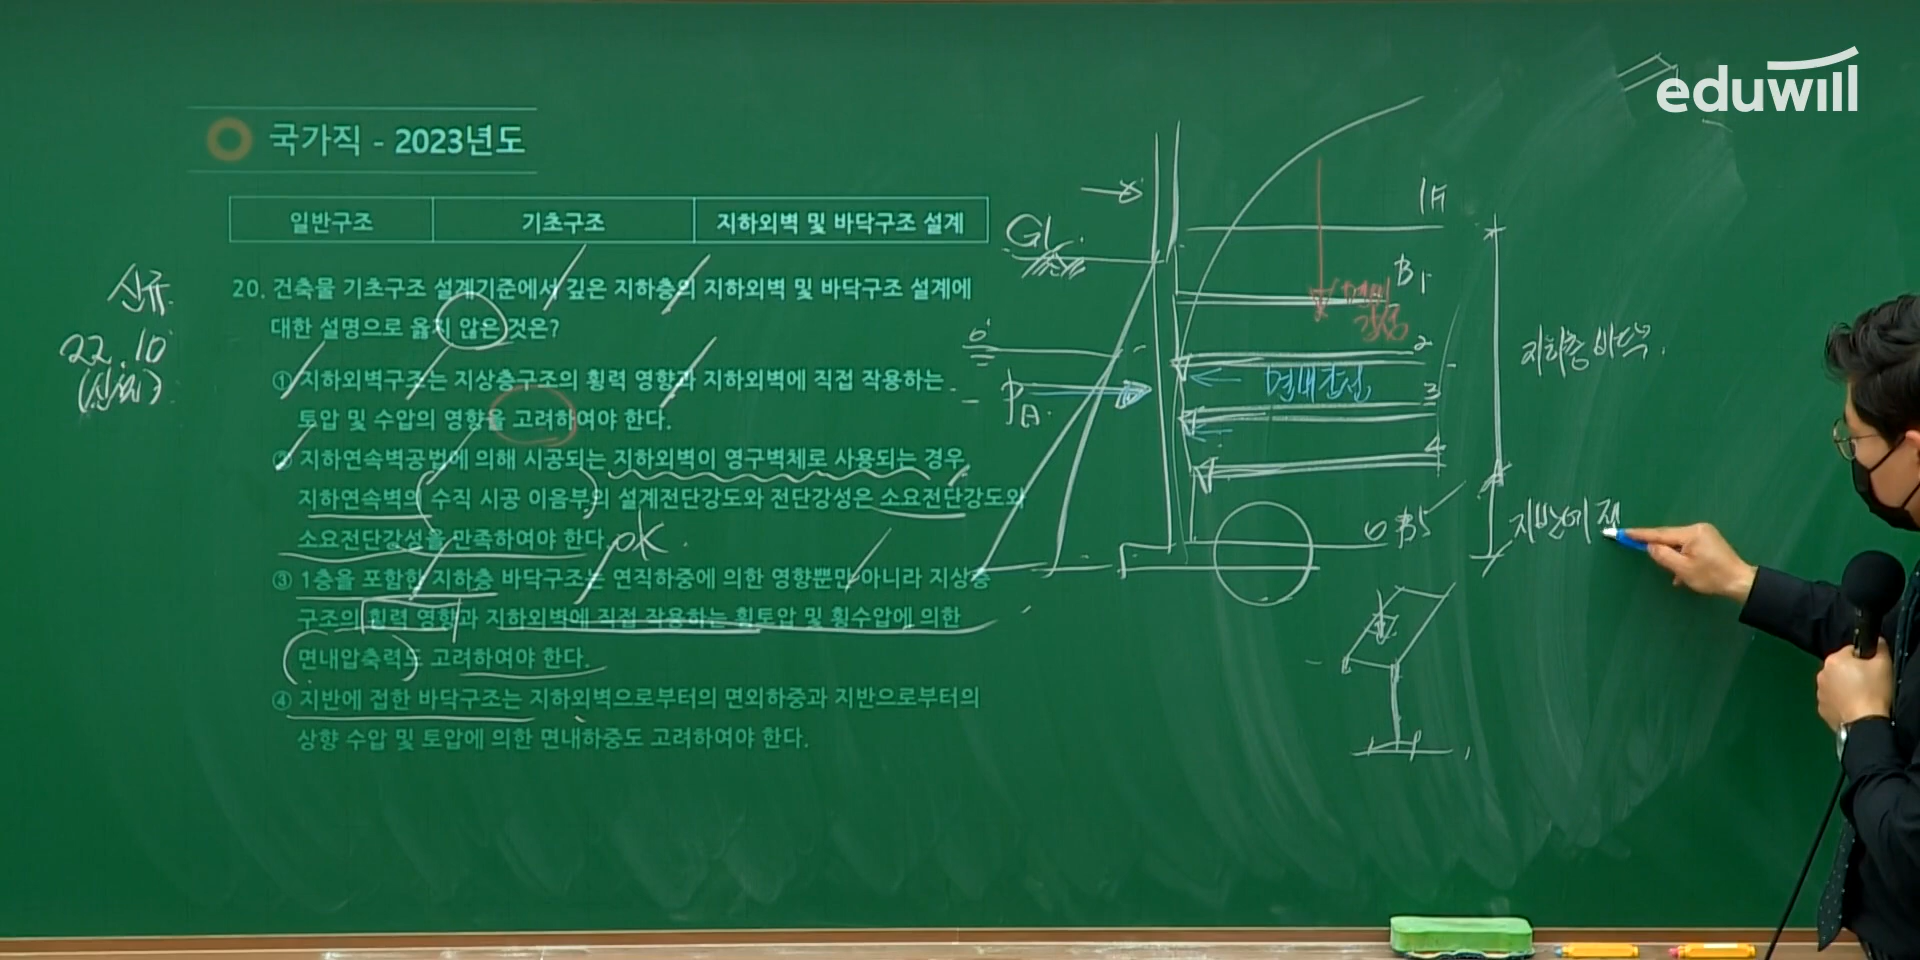 eduwill
국가직 - 2023년도
일반구조 기초구조 지하외벽 및 바닥구조 설계
20. 건축물 기초구조 설계기준에서 깊은 지하층의 지하외벽 및 바닥구조 설계에
대한 설명으로 옳지 않은 것은?
① 지하외벽구조는 지상층구조의 횡력 영향과 지하외벽에 직접 작용하는
토압 및 수압의 영향을 고려하여야 한다.
② 지하연속벽공법에 의해 시공되는 지하외벽이 영구벽체로 사용되는 경우,
지하연속벽의 수직 시공 이음부의 설계전단강도와 전단강성은 소요전단강도와
소요전단강성을 만족하여야 한다.
③ 1층을 포함한 지하층 바닥구조는 연직하중에 의한 영향뿐만 아니라 지상층
구조의 횡력 영향과 지하외벽에 직접 작용하는 횡토압 및 횡수압에 의한
면내압축력도 고려하여야 한다.
④ 지반에 접한 바닥구조는 지하외벽으로부터의 면외하중과 지반으로부터의
상향 수압 및 토압에 의한 면내하중도 고려하여야 한다.
신규
22.10
ok.
GL
PA.
1F
B1
2
3
4
면내강성
지하층 바닥.
지반에 접